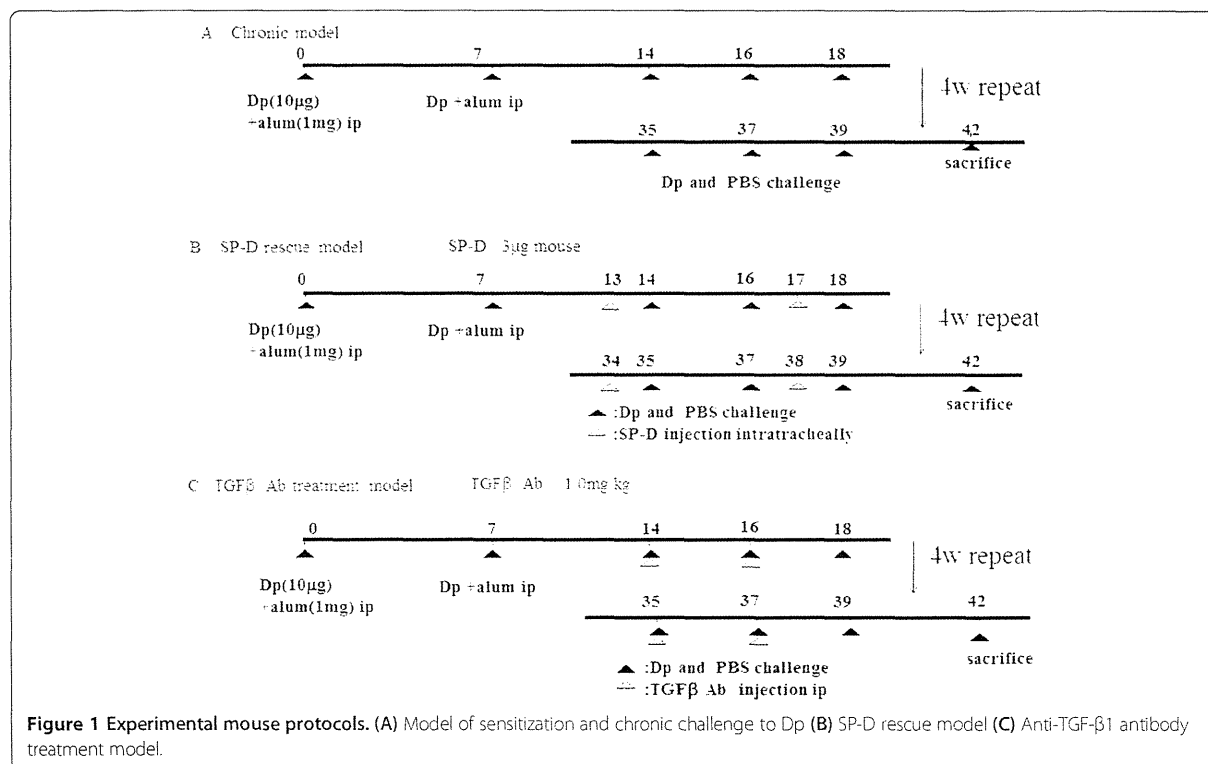 A Chronic model
0 7 14 16 18
Dp(10μg)
+alum(1mg) ip
Dp +alum ip
4w repeat
35 37 39 42
sacrifice
Dp and PBS challenge
B SP-D rescue model SP-D 3μg mouse
0 7 13 14 16 17 18
Dp(10μg)
+alum(1mg) ip
Dp +alum ip
4w repeat
34 35 37 38 39 42
▲ :Dp and PBS challenge
sacrifice
△ :SP-D injection intratracheally
C TGFβ Ab treatment model TGFβ Ab 1.0mg kg
0 7 14 16 18
Dp(10μg)
+alum(1mg) ip
Dp +alum ip
4w repeat
35 37 39 42
▲ :Dp and PBS challenge
sacrifice
△ :TGFβ Ab injection ip
Figure 1 Experimental mouse protocols. (A) Model of sensitization and chronic challenge to Dp (B) SP-D rescue model (C) Anti-TGF-β1 antibody
treatment model.